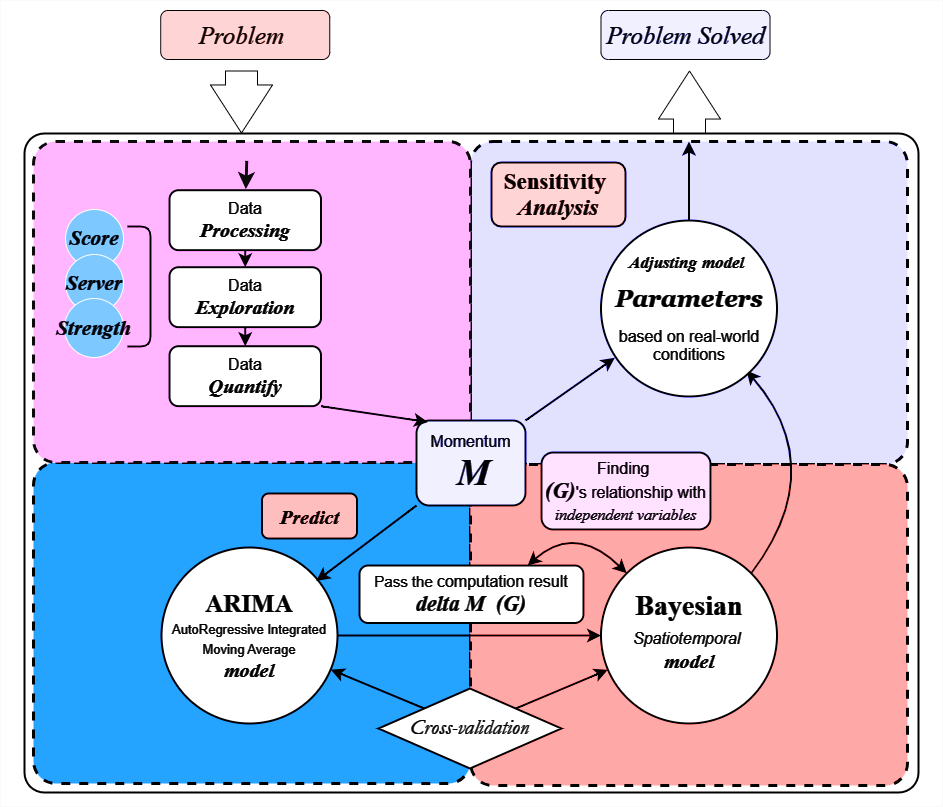 Problem
Problem Solved
Data
Processing
Score
Server
Strength
Data
Exploration
Data
Quantify
Sensitivity
Analysis
Adjusting model
Parameters
based on real-world
conditions
Momentum
M
Finding
(G)'s relationship with
independent variables
Predict
Pass the computation result
delta M (G)
ARIMA
AutoRegressive Integrated
Moving Average
model
Bayesian
Spatiotemporal
model
Cross-validation